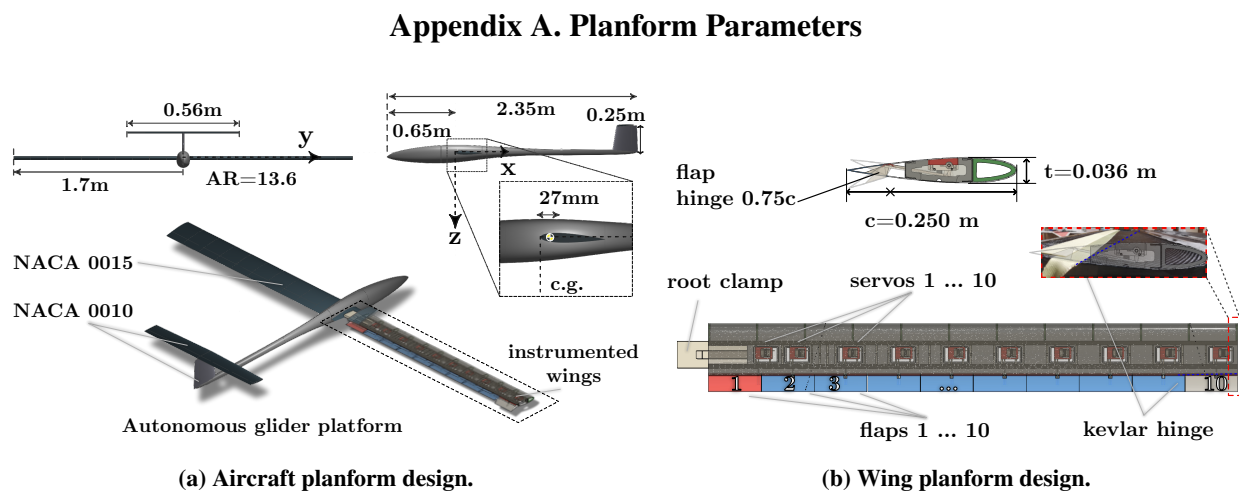 Appendix A. Planform Parameters
0.56m
y
1.7m
AR=13.6
2.35m
0.25m
0.65m
x
z
27mm
c.g.
NACA 0015
NACA 0010
instrumented
wings
Autonomous glider platform
(a) Aircraft planform design.
flap
hinge 0.75c
t=0.036 m
c=0.250 m
root clamp
servos 1 ... 10
1
2
3
...
10
flaps 1 ... 10
kevlar hinge
(b) Wing planform design.